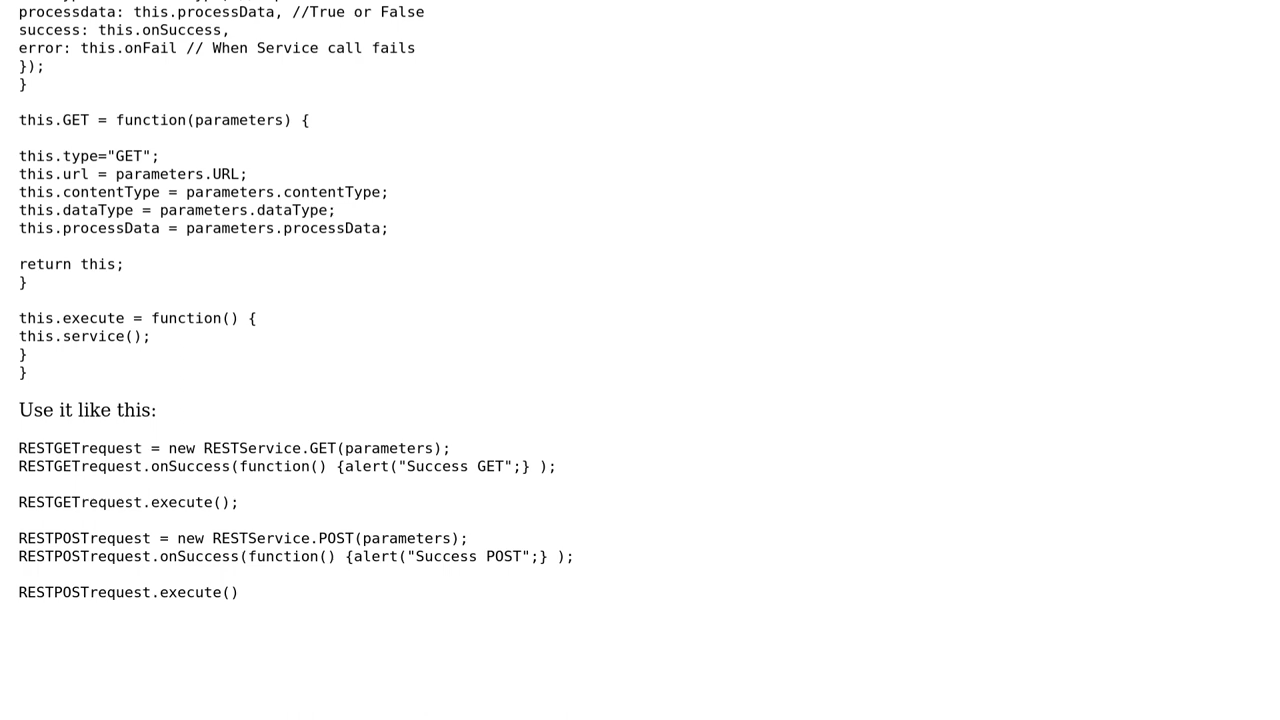 processdata: this.processData, //True or False
success: this.onSuccess,
error: this.onFail // When Service call fails
});
}
this.GET = function(parameters) {
this.type="GET";
this.url = parameters.URL;
this.contentType = parameters.contentType;
this.dataType = parameters.dataType;
this.processData = parameters.processData;
return this;
}
this.execute = function() {
this.service();
}
}
Use it like this:
RESTGETrequest = new RESTService.GET(parameters);
RESTGETrequest.onSuccess(function() {alert("Success GET";} );
RESTGETrequest.execute();
RESTPOSTrequest = new RESTService.POST(parameters);
RESTPOSTrequest.onSuccess(function() {alert("Success POST";} );
RESTPOSTrequest.execute()